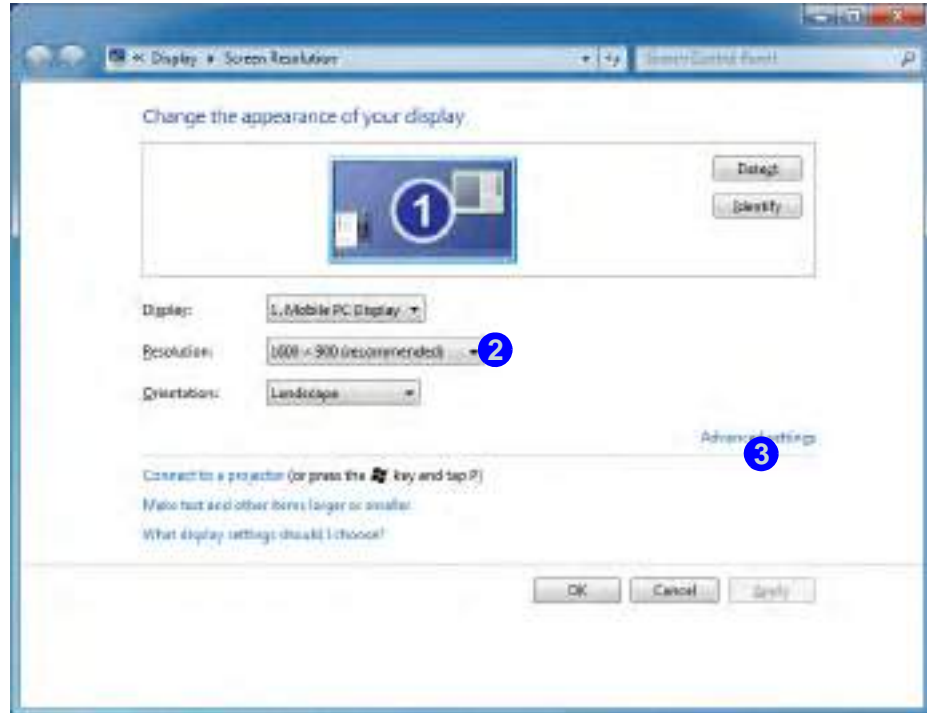 « Display ▸ Screen Resolution
Search Control Panel
Change the appearance of your display
1
Detect
Identify
Display: 1. Mobile PC Display
Resolution: 1600 × 900 (recommended) 2
Orientation: Landscape
Advanced settings
3
Connect to a projector (or press the key and tap P)
Make text and other items larger or smaller
What display settings should I choose?
OK Cancel Apply